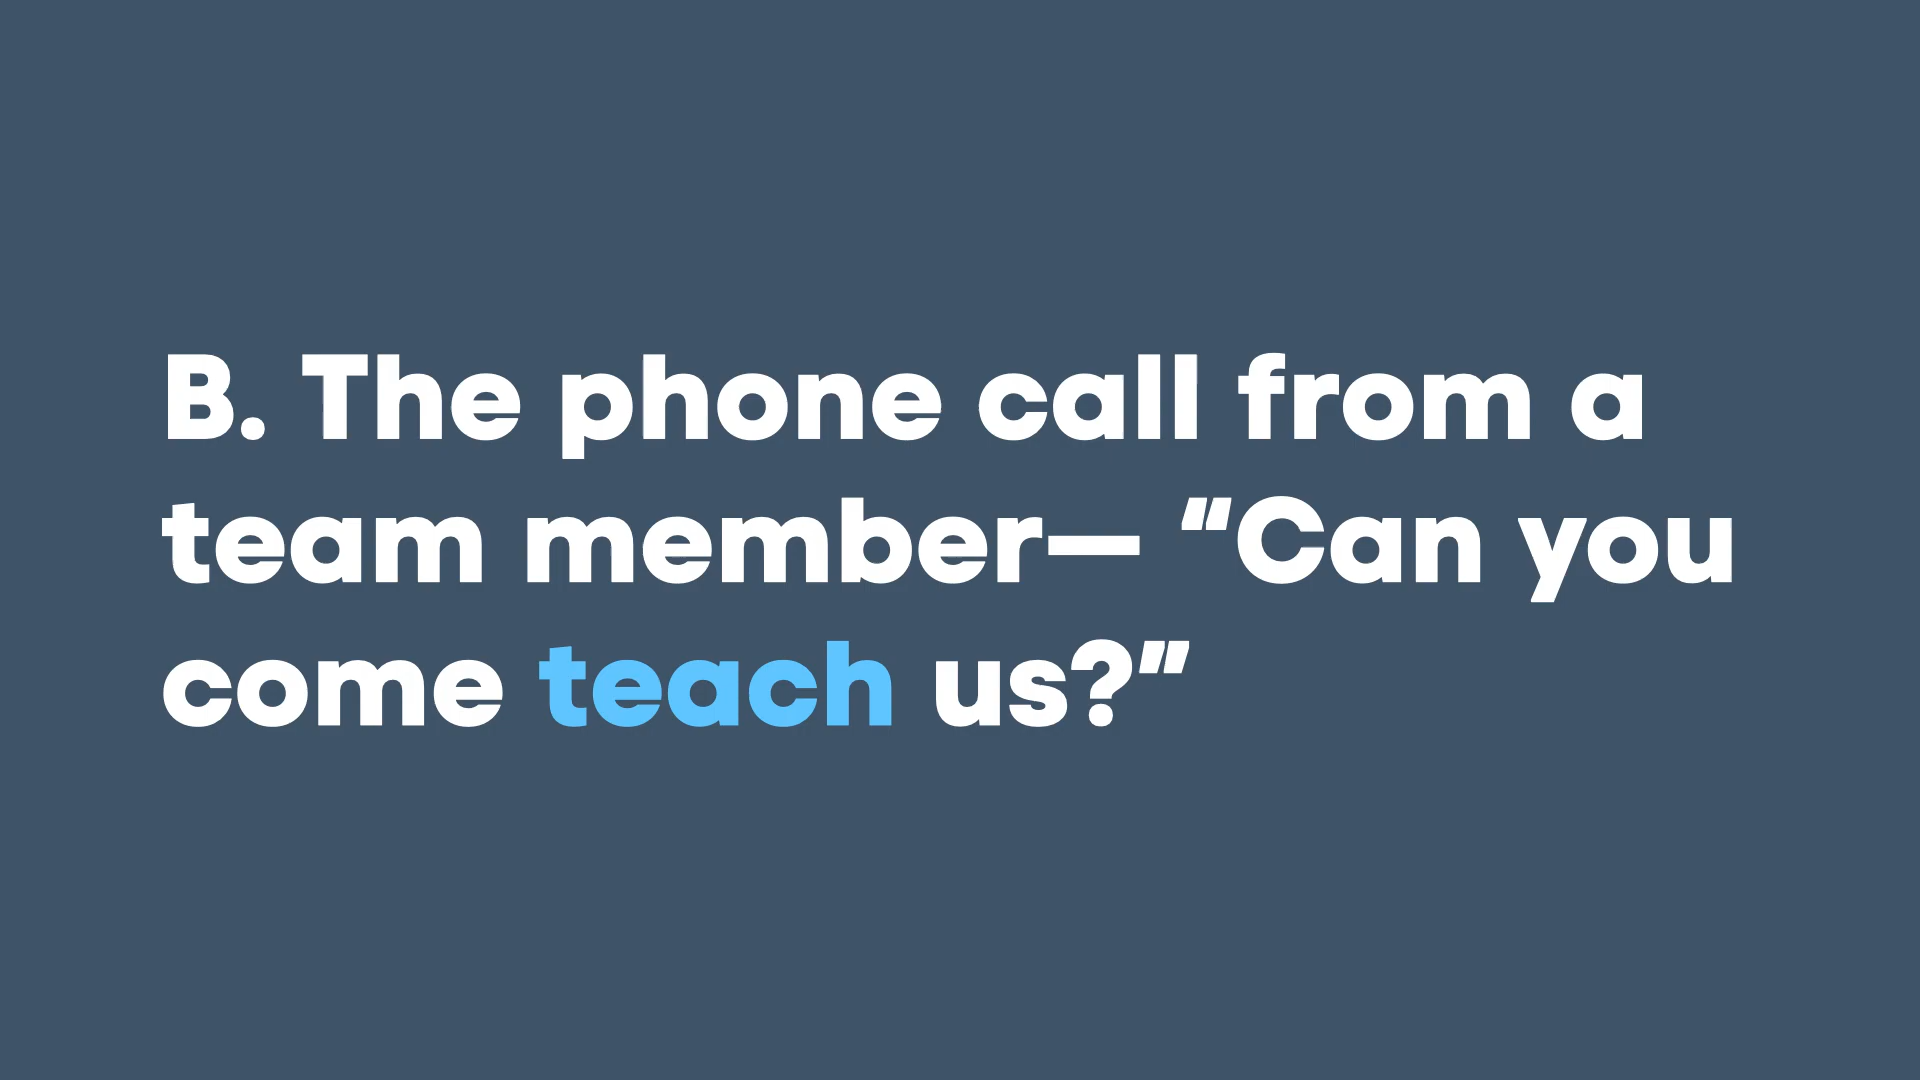 B. The phone call from a
team member— “Can you
come teach us?”